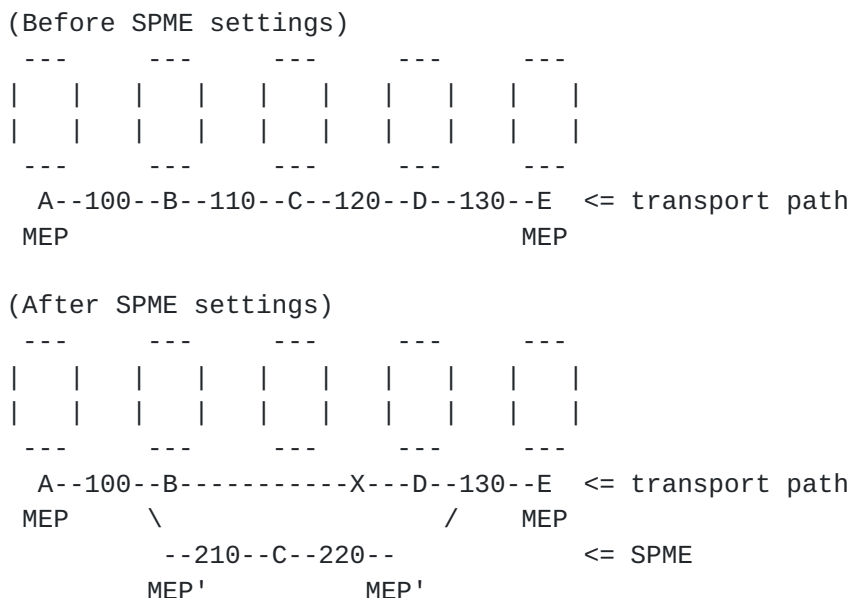 (Before SPME settings)
 ---     ---     ---     ---     ---
|   |   |   |   |   |   |   |   |   |
|   |   |   |   |   |   |   |   |   |
 ---     ---     ---     ---     ---
  A--100--B--110--C--120--D--130--E  <= transport path
 MEP                             MEP

(After SPME settings)
 ---     ---     ---     ---     ---
|   |   |   |   |   |   |   |   |   |
|   |   |   |   |   |   |   |   |   |
 ---     ---     ---     ---     ---
  A--100--B-----------X---D--130--E  <= transport path
 MEP     \                  /    MEP
          --210--C--220--            <= SPME
         MEP'          MEP'